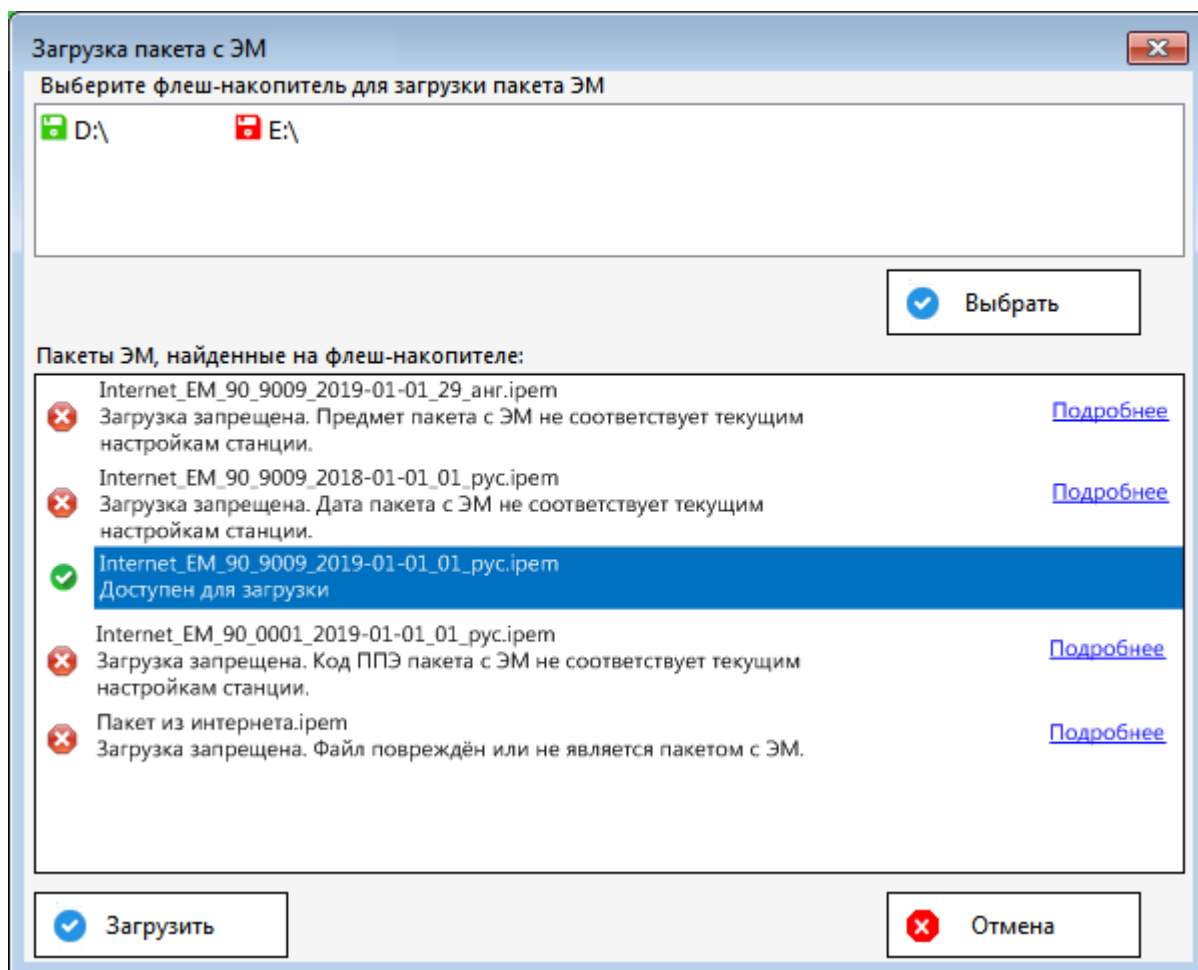 Загрузка пакета с ЭМ
Выберите флеш-накопитель для загрузки пакета ЭМ
D:\ E:\
Выбрать
Пакеты ЭМ, найденные на флеш-накопителе:
Internet_EM_90_9009_2019-01-01_29_анг.ipem
Загрузка запрещена. Предмет пакета с ЭМ не соответствует текущим
настройкам станции.
Подробнее
Internet_EM_90_9009_2018-01-01_01_рус.ipem
Загрузка запрещена. Дата пакета с ЭМ не соответствует текущим
настройкам станции.
Подробнее
Internet_EM_90_9009_2019-01-01_01_рус.ipem
Доступен для загрузки
Internet_EM_90_0001_2019-01-01_01_рус.ipem
Загрузка запрещена. Код ППЭ пакета с ЭМ не соответствует текущим
настройкам станции.
Подробнее
Пакет из интернета.ipem
Загрузка запрещена. Файл повреждён или не является пакетом с ЭМ.
Подробнее
Загрузить
Отмена